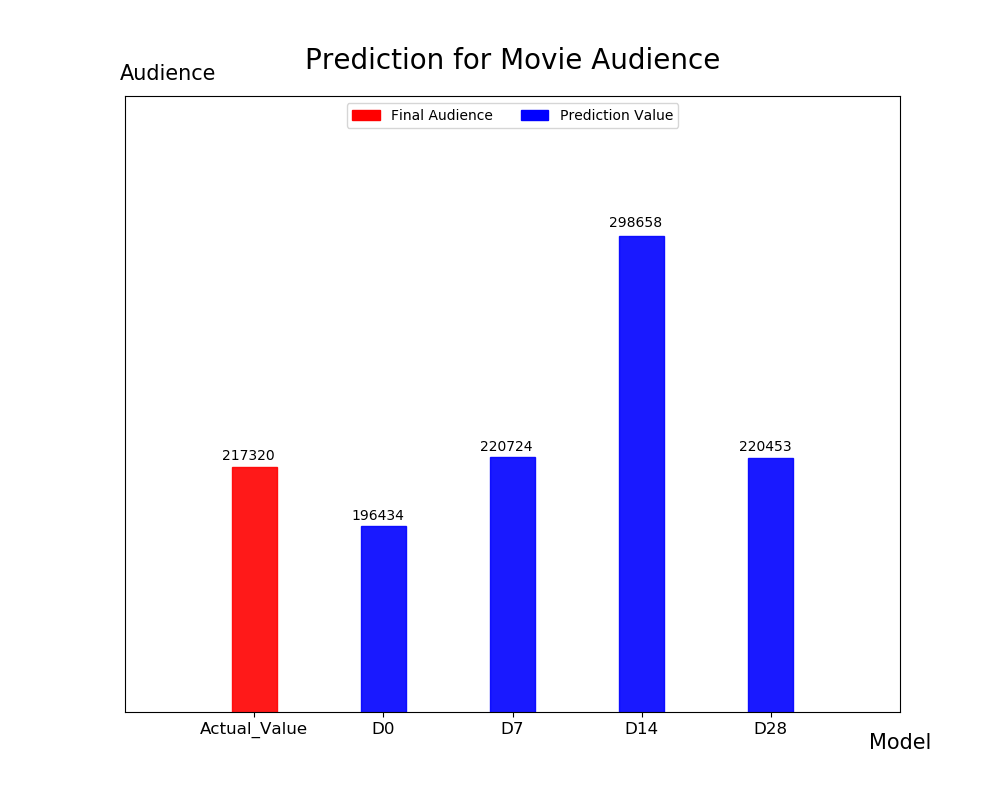 Prediction for Movie Audience
Audience
Final Audience Prediction Value
298658
217320
196434
220724
220453
Actual_Value D0 D7 D14 D28
Model